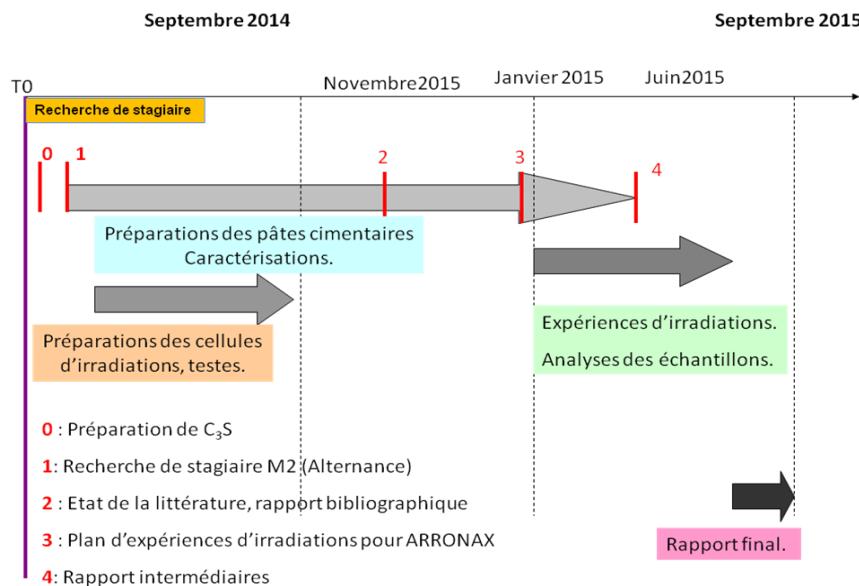 Septembre 2014
Septembre 2015
T0
Novembre2015
Janvier 2015
Juin2015
Recherche de stagiaire
0
1
2
3
4
Préparations des pâtes cimentaires
Caractérisations.
Préparations des cellules
d'irradiations, testes.
Expériences d'irradiations.
Analyses des échantillons.
0 : Préparation de C₃S
1: Recherche de stagiaire M2 (Alternance)
2 : Etat de la littérature, rapport bibliographique
3 : Plan d'expériences d'irradiations pour ARRONAX
4: Rapport intermédiaires
Rapport final.